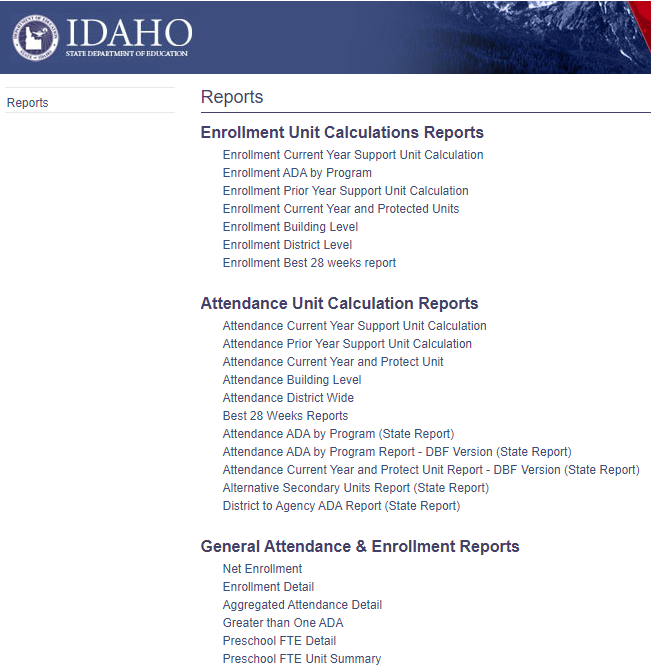 IDAHO
STATE DEPARTMENT OF EDUCATION
Reports
Reports
Enrollment Unit Calculations Reports
Enrollment Current Year Support Unit Calculation
Enrollment ADA by Program
Enrollment Prior Year Support Unit Calculation
Enrollment Current Year and Protected Units
Enrollment Building Level
Enrollment District Level
Enrollment Best 28 weeks report
Attendance Unit Calculation Reports
Attendance Current Year Support Unit Calculation
Attendance Prior Year Support Unit Calculation
Attendance Current Year and Protect Unit
Attendance Building Level
Attendance District Wide
Best 28 Weeks Reports
Attendance ADA by Program (State Report)
Attendance ADA by Program Report - DBF Version (State Report)
Attendance Current Year and Protect Unit Report - DBF Version (State Report)
Alternative Secondary Units Report (State Report)
District to Agency ADA Report (State Report)
General Attendance & Enrollment Reports
Net Enrollment
Enrollment Detail
Aggregated Attendance Detail
Greater than One ADA
Preschool FTE Detail
Preschool FTE Unit Summary